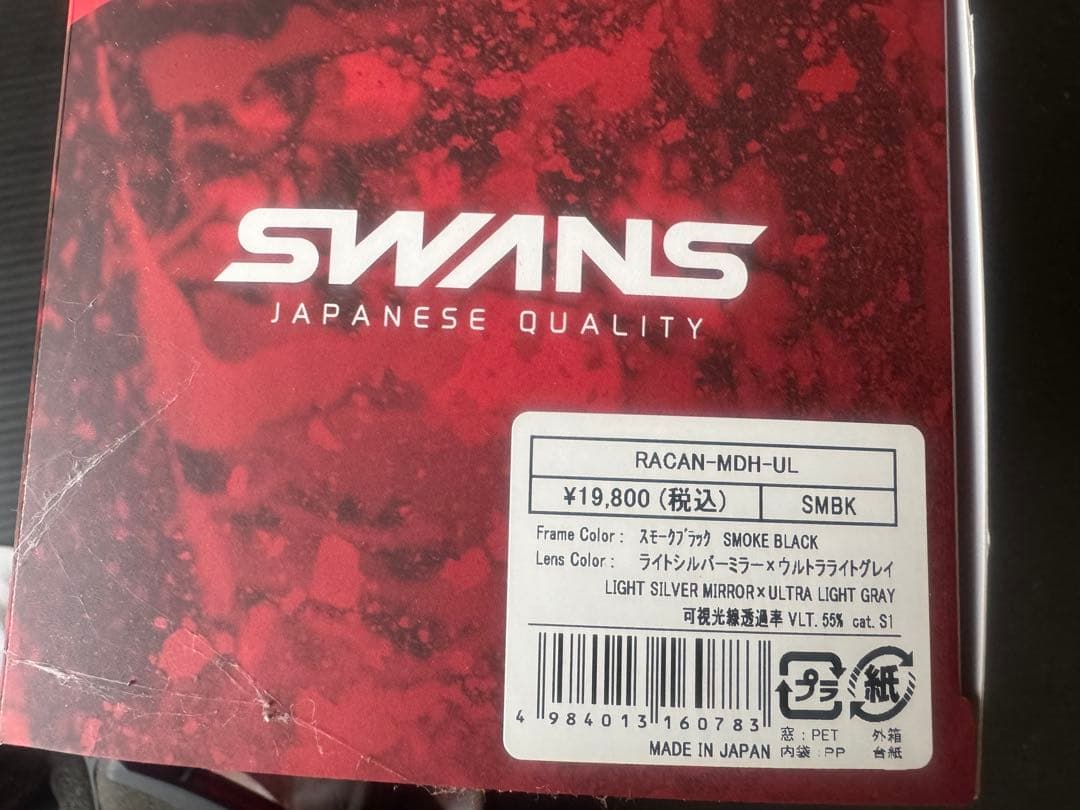 SWANS
JAPANESE QUALITY
RACAN-MDH-UL
¥19,800(税込) SMBK
Frame Color: スモークブラック SMOKE BLACK
Lens Color: ライトシルバーミラー×ウルトラライトグレイ
LIGHT SILVER MIRROR×ULTRA LIGHT GRAY
可視光線透過率 VLT. 55% cat. S1
4 984013 160783
MADE IN JAPAN
プラ
窓:PET
内袋:PP
紙
外箱
台紙